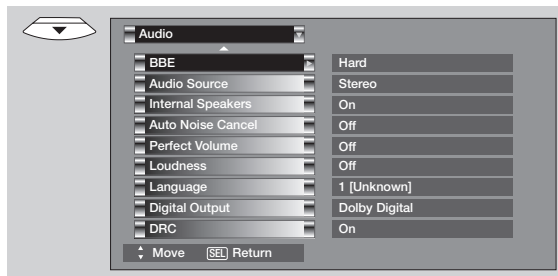 Audio
BBE Hard
Audio Source Stereo
Internal Speakers On
Auto Noise Cancel Off
Perfect Volume Off
Loudness Off
Language 1 [Unknown]
Digital Output Dolby Digital
DRC On
Move SEL Return